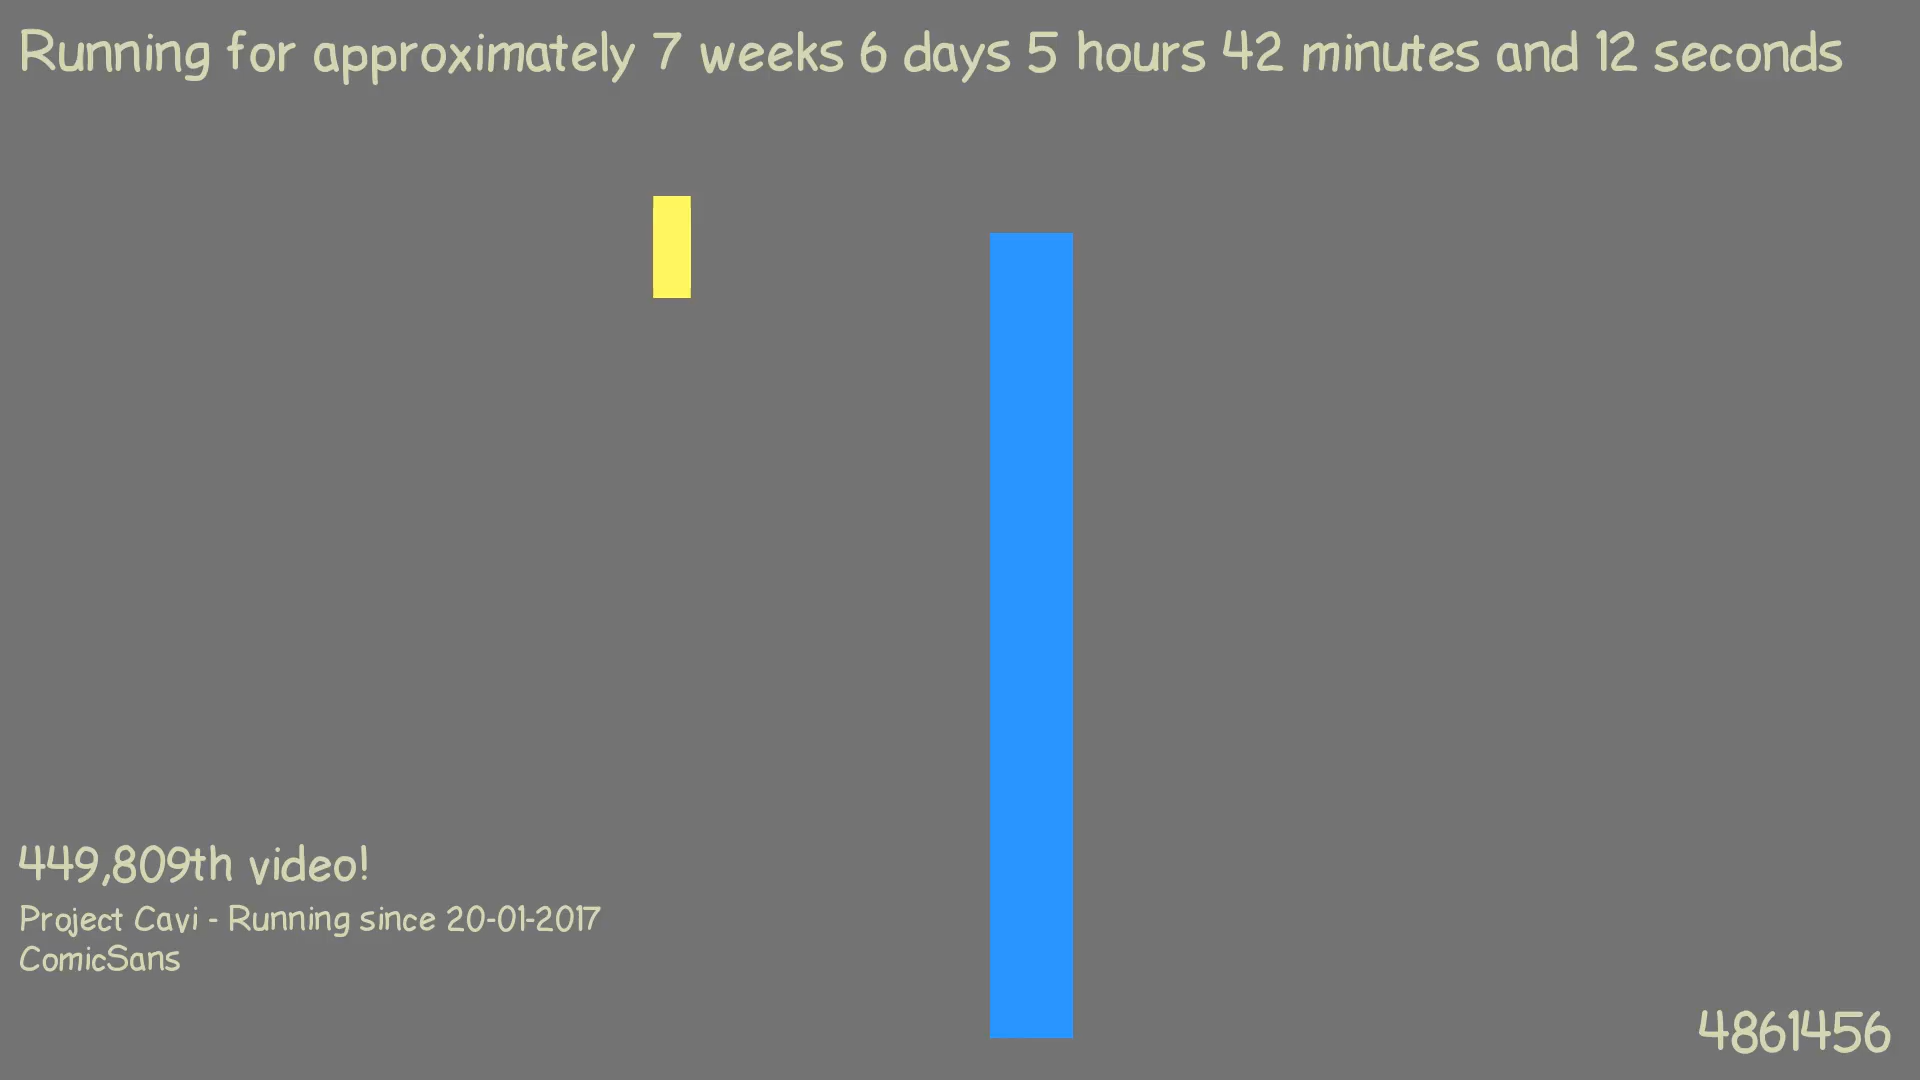 Running for approximately 7 weeks 6 days 5 hours 42 minutes and 12 seconds
449,809th video!
Project Cavi - Running since 20-01-2017
ComicSans
4861456